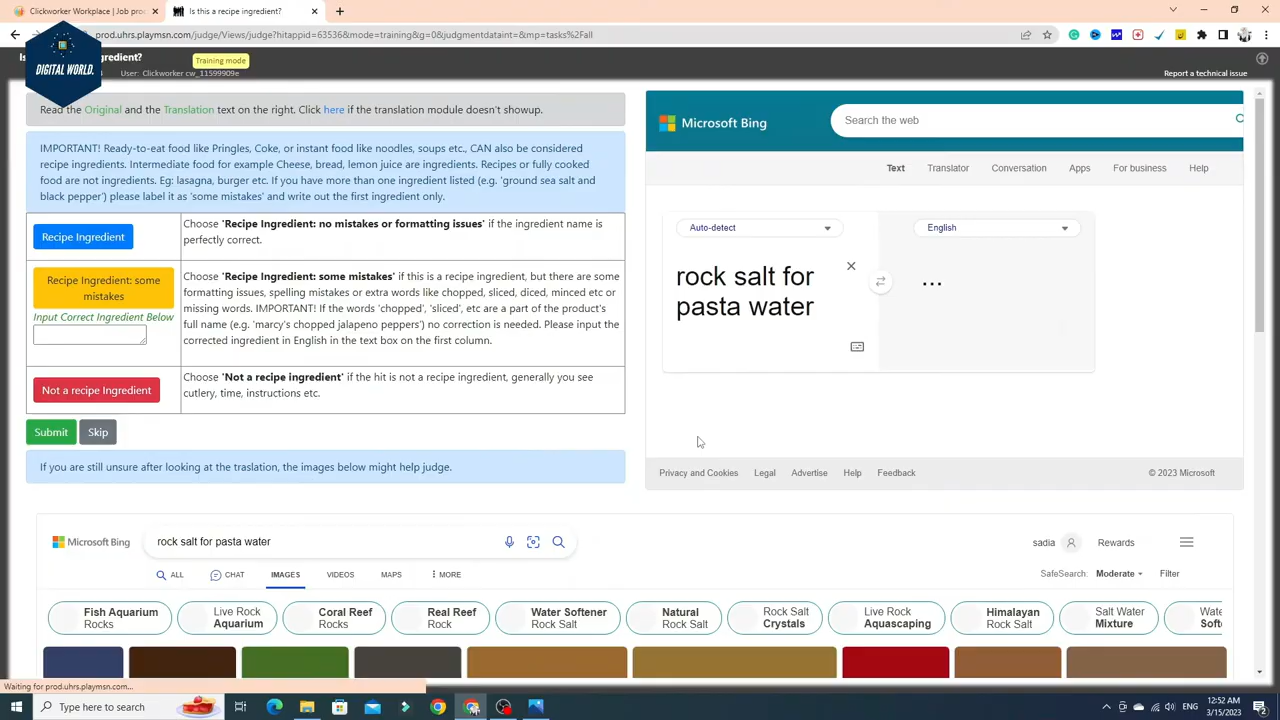 Clickworker Workplace | Job pro
Is this a recipe ingredient?
prod.uhrs.playmsn.com/judge/Views/judge?hitappid=63536&mode=training&g=0&judgmentdataint=&mp=tasks%2Fall
DIGITAL WORLD.
Training mode
User: Clickworker cw_11599909e
Report a technical issue
Read the Original and the Translation text on the right. Click here if the translation module doesn't showup.
IMPORTANT! Ready-to-eat food like Pringles, Coke, or instant food like noodles, soups etc., CAN also be considered
recipe ingredients. Intermediate food for example Cheese, bread, lemon juice are ingredients. Recipes or fully cooked
food are not ingredients. Eg: lasagna, burger etc. If you have more than one ingredient listed (e.g. 'ground sea salt and
black pepper') please label it as 'some mistakes' and write out the first ingredient only.
Recipe Ingredient
Choose 'Recipe Ingredient: no mistakes or formatting issues' if the ingredient name is
perfectly correct.
Recipe Ingredient: some
mistakes
Input Correct Ingredient Below
Choose 'Recipe Ingredient: some mistakes' if this is a recipe ingredient, but there are some
formatting issues, spelling mistakes or extra words like chopped, sliced, diced, minced etc or
missing words. IMPORTANT! If the words 'chopped', 'sliced', etc are a part of the product's
full name (e.g. 'marcy's chopped jalapeno peppers') no correction is needed. Please input the
corrected ingredient in English in the text box on the first column.
Not a recipe Ingredient
Choose 'Not a recipe ingredient' if the hit is not a recipe ingredient, generally you see
cutlery, time, instructions etc.
Submit Skip
If you are still unsure after looking at the traslation, the images below might help judge.
Microsoft Bing
Search the web
Text Translator Conversation Apps For business Help
Auto-detect
English
rock salt for
pasta water
...
Privacy and Cookies Legal Advertise Help Feedback
© 2023 Microsoft
Microsoft Bing
rock salt for pasta water
sadia
Rewards
ALL CHAT IMAGES VIDEOS MAPS MORE
SafeSearch: Moderate
Filter
Fish Aquarium
Rocks
Live Rock
Aquarium
Coral Reef
Rocks
Real Reef
Rock
Water Softener
Rock Salt
Natural
Rock Salt
Rock Salt
Crystals
Live Rock
Aquascaping
Himalayan
Rock Salt
Salt Water
Mixture
Waiting for prod.uhrs.playmsn.com...
Type here to search
ENG
12:52 AM
3/15/2023
2